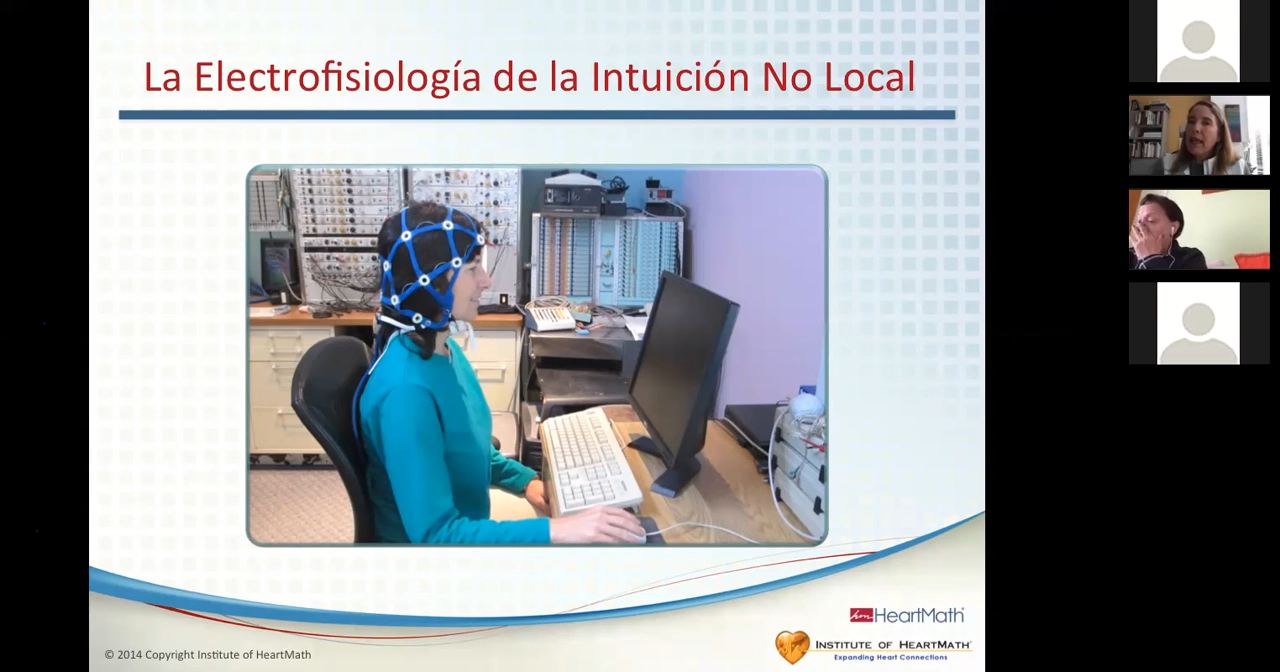 La Electrofisiología de la Intuición No Local
HeartMath®
INSTITUTE OF HEARTMATH®
Expanding Heart Connections
© 2014 Copyright Institute of HeartMath